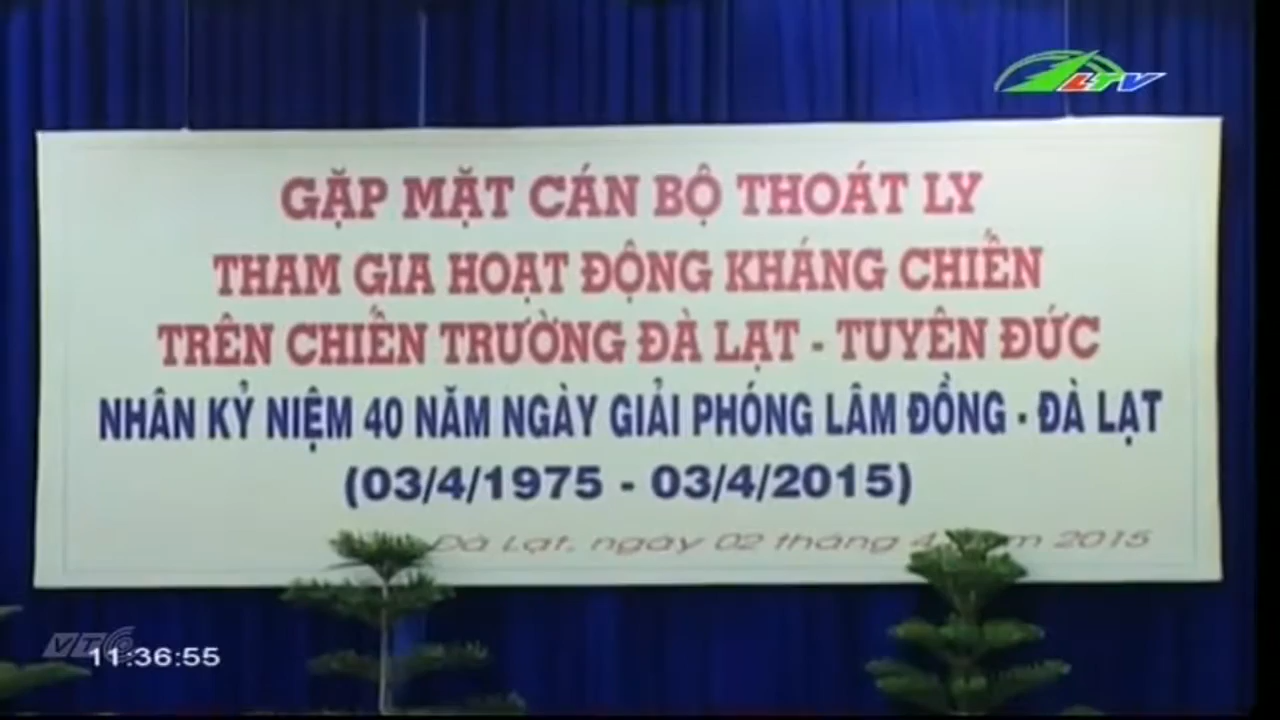 LTV
GẶP MẶT CÁN BỘ THOÁT LY
THAM GIA HOẠT ĐỘNG KHÁNG CHIẾN
TRÊN CHIẾN TRƯỜNG ĐÀ LẠT - TUYÊN ĐỨC
NHÂN KỶ NIỆM 40 NĂM NGÀY GIẢI PHÓNG LÂM ĐỒNG - ĐÀ LẠT
(03/4/1975 - 03/4/2015)
Đà Lạt, ngày 02 tháng 4 2015
VTC
11:36:55